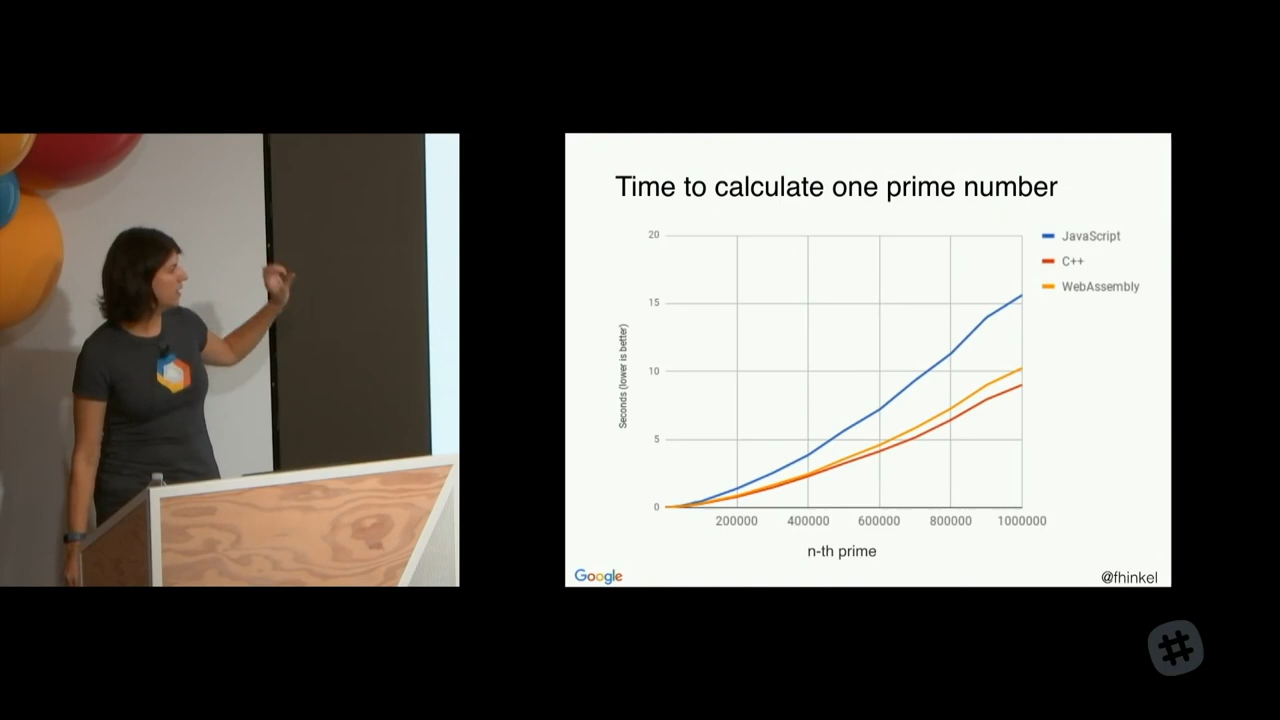 Time to calculate one prime number
20
15
10
5
0
Seconds (lower is better)
200000 400000 600000 800000 1000000
n-th prime
JavaScript
C++
WebAssembly
Google
@fhinkel
#